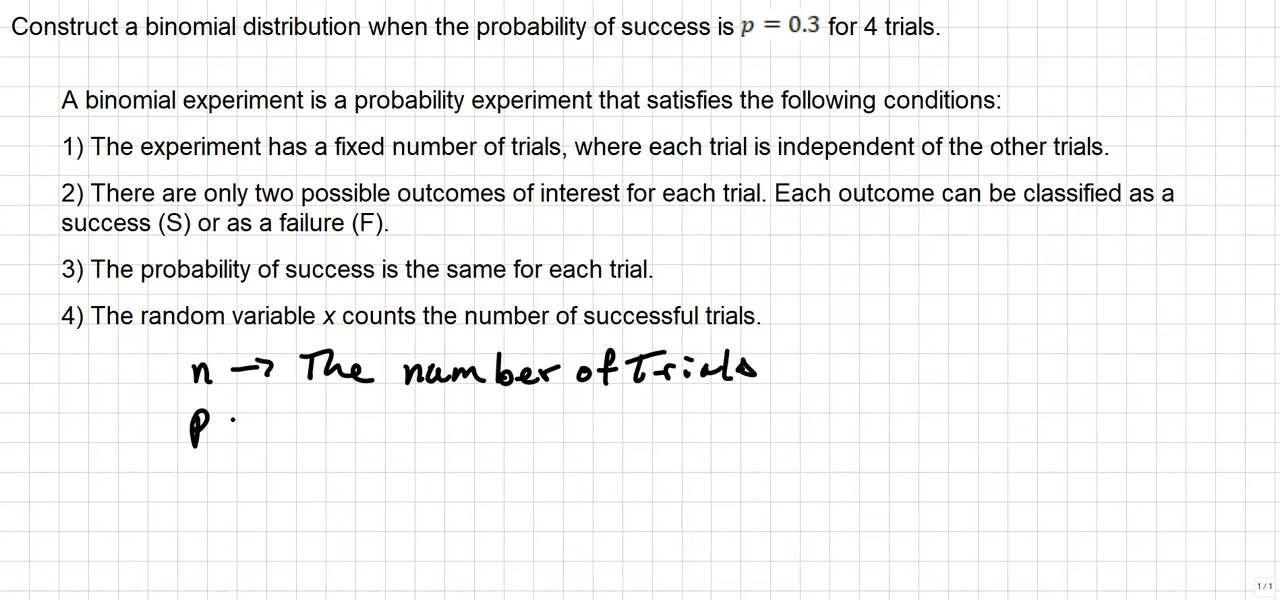 Construct a binomial distribution when the probability of success is p = 0.3 for 4 trials.
A binomial experiment is a probability experiment that satisfies the following conditions:
1) The experiment has a fixed number of trials, where each trial is independent of the other trials.
2) There are only two possible outcomes of interest for each trial. Each outcome can be classified as a
success (S) or as a failure (F).
3) The probability of success is the same for each trial.
4) The random variable x counts the number of successful trials.
n → The number of Trials
p
1 / 1